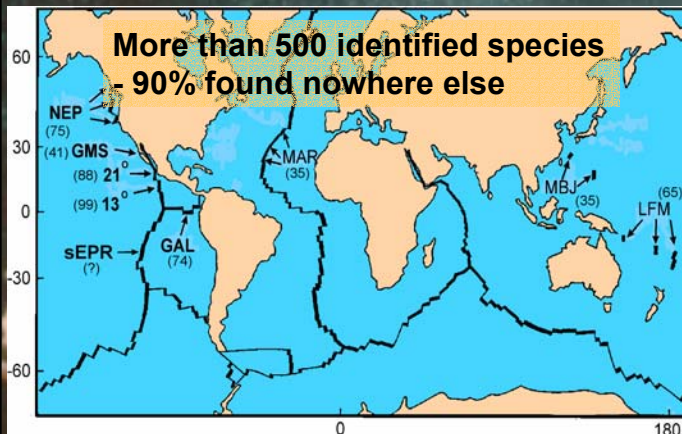 More than 500 identified species
- 90% found nowhere else
60
NEP
(75)
30
(41) GMS
(88) 21°
(99) 13°
0
sEPR
(?)
GAL
(74)
MAR
(35)
MBJ
(35)
(65)
LFM
-30
-60
0
180